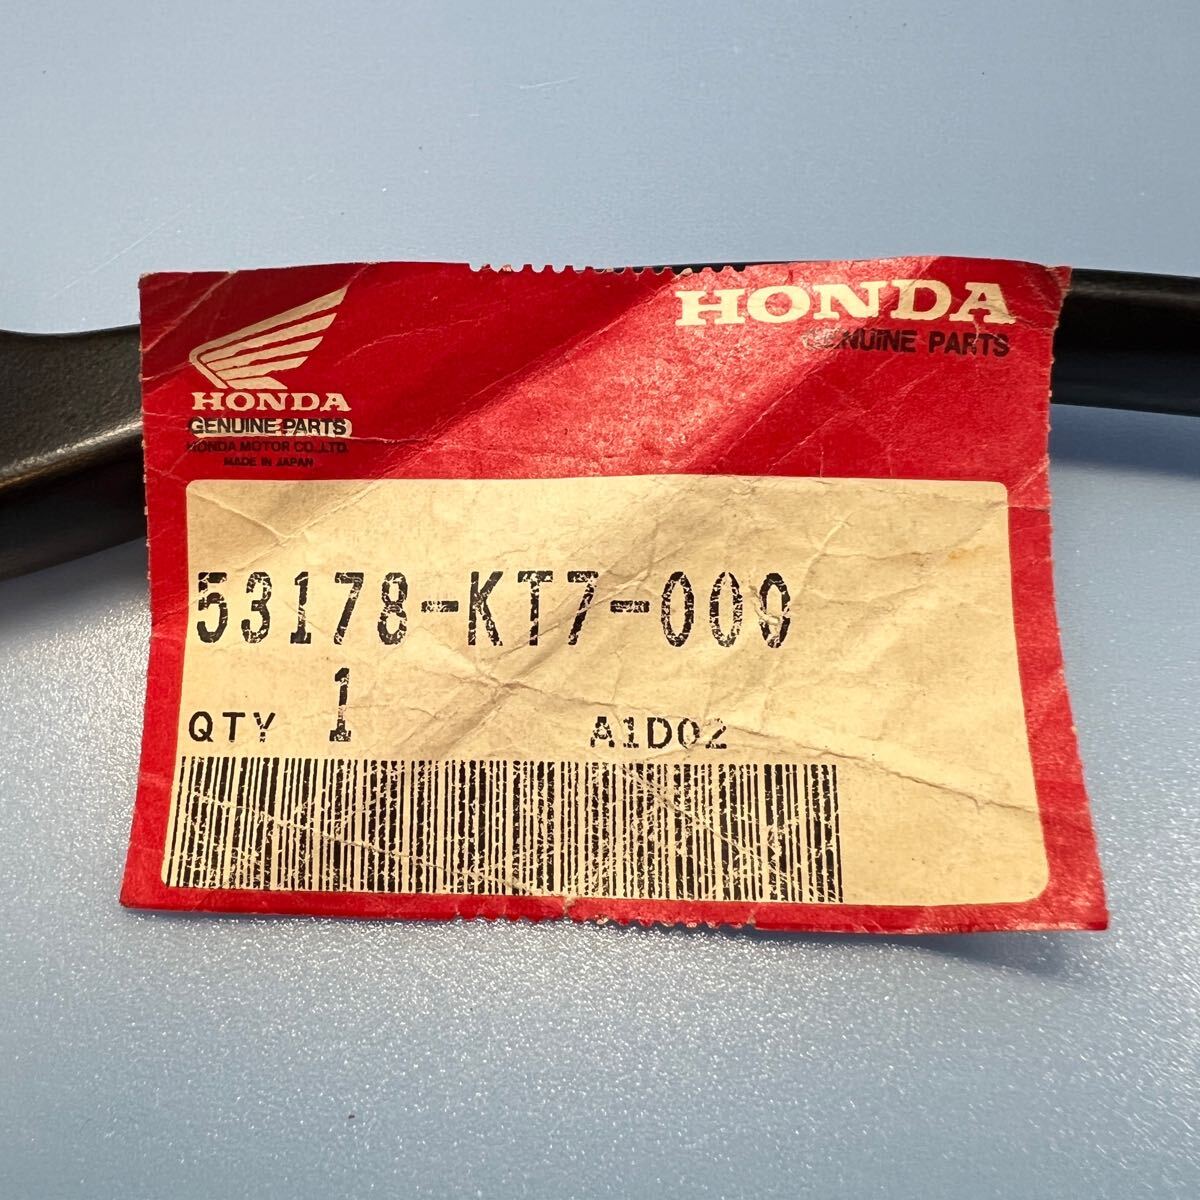 HONDA
GENUINE PARTS
HONDA
GENUINE PARTS
HONDA MOTOR CO.,LTD.
MADE IN JAPAN
53178-KT7-000
QTY 1 A1D02